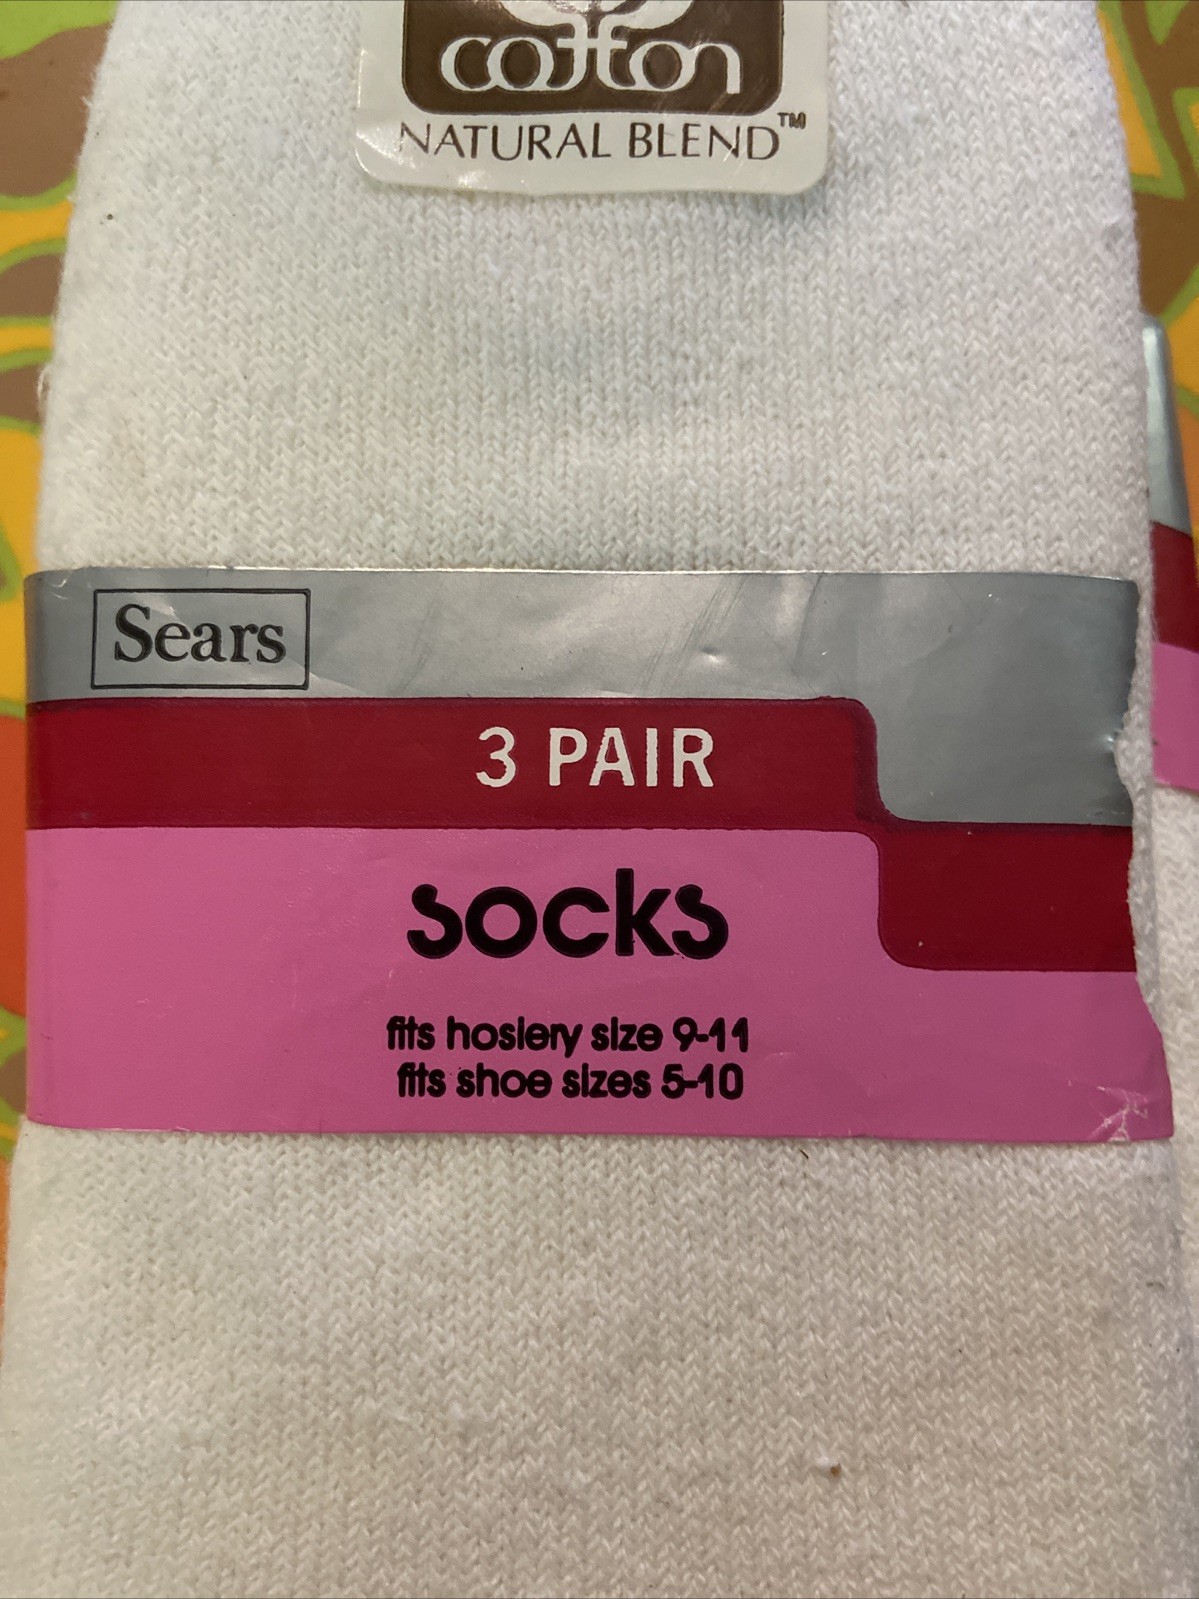 cotton
NATURAL BLEND™
Sears
3 PAIR
socks
fits hosiery size 9-11
fits shoe sizes 5-10